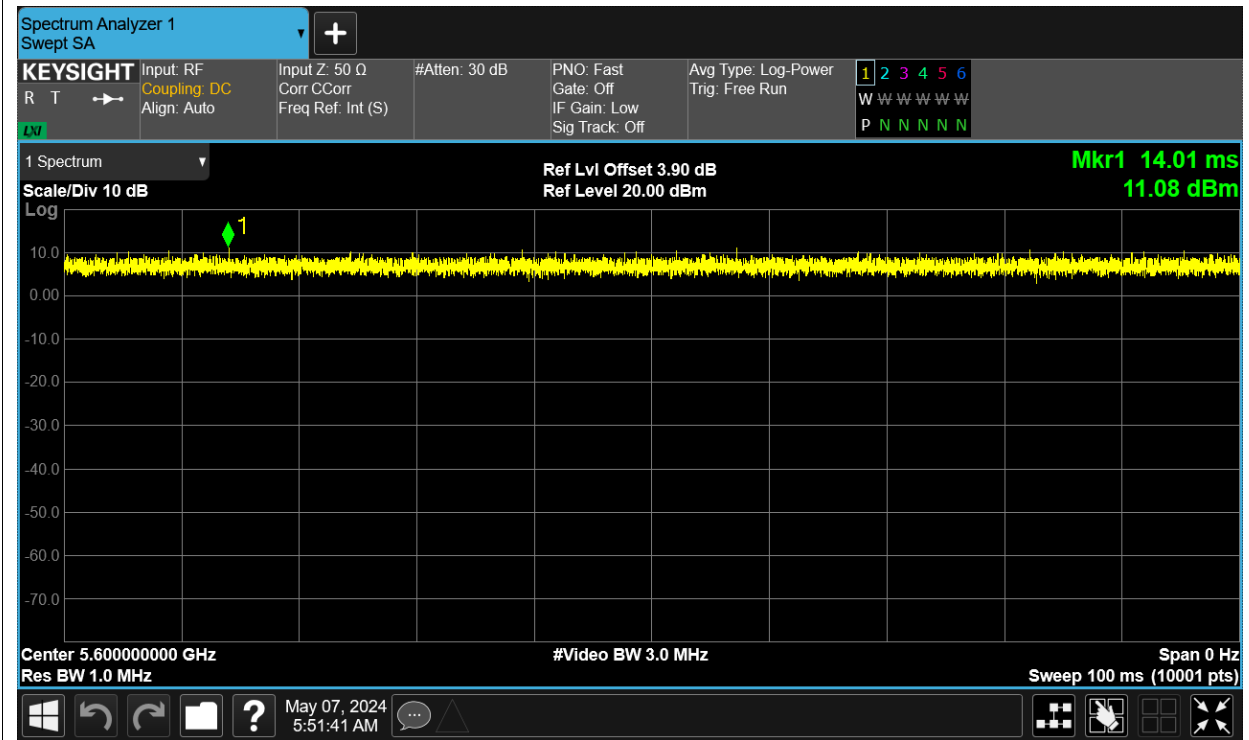 Spectrum Analyzer 1
Swept SA
KEYSIGHT
R T
LXI
Input: RF
Coupling: DC
Align: Auto
Input Z: 50 Ω
Corr CCorr
Freq Ref: Int (S)
#Atten: 30 dB
PNO: Fast
Gate: Off
IF Gain: Low
Sig Track: Off
Avg Type: Log-Power
Trig: Free Run
1 2 3 4 5 6
W W W W W W
P N N N N N
1 Spectrum
Scale/Div 10 dB
Ref Lvl Offset 3.90 dB
Ref Level 20.00 dBm
Mkr1 14.01 ms
11.08 dBm
Log
1
10.0
0.00
-10.0
-20.0
-30.0
-40.0
-50.0
-60.0
-70.0
Center 5.600000000 GHz
Res BW 1.0 MHz
#Video BW 3.0 MHz
Span 0 Hz
Sweep 100 ms (10001 pts)
?
May 07, 2024
5:51:41 AM